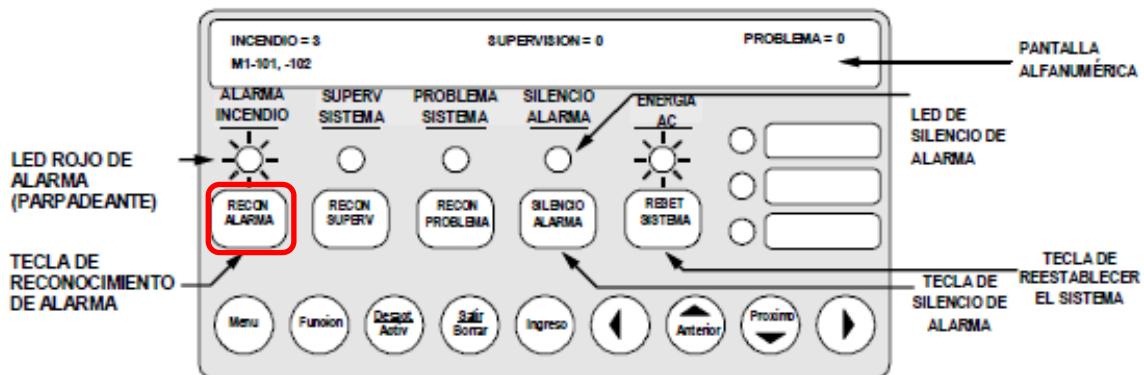 INCENDIO = 3 SUPERVISION = 0 PROBLEMA = 0
M1-101, -102
PANTALLA
ALFANUMÉRICA
ALARMA
INCENDIO
SUPERV
SISTEMA
PROBLEMA
SISTEMA
SILENCIO
ALARMA
ENERGIA
AC
LED DE
SILENCIO DE
ALARMA
LED ROJO DE
ALARMA
(PARPADEANTE)
RECON
ALARMA
RECON
SUPERV
RECON
PROBLEMA
SILENCIO
ALARMA
RESET
SISTEMA
TECLA DE
RECONOCIMIENTO
DE ALARMA
TECLA DE
SILENCIO DE
ALARMA
TECLA DE
REESTABLECER
EL SISTEMA
Menu
Funcion
Desact.
Activ
Salir
Borrar
Ingreso
Anterior
Proximo